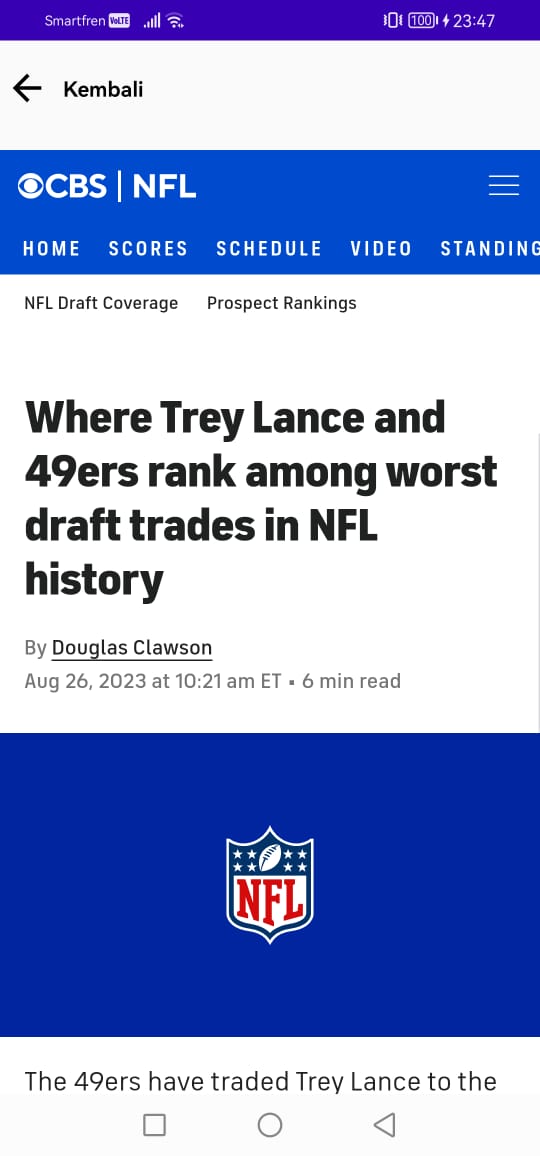 Smartfren VoLTE 100 23:47
Kembali
CBS | NFL
HOME SCORES SCHEDULE VIDEO STANDING
NFL Draft Coverage Prospect Rankings
Where Trey Lance and
49ers rank among worst
draft trades in NFL
history
By Douglas Clawson
Aug 26, 2023 at 10:21 am ET • 6 min read
NFL
The 49ers have traded Trey Lance to the